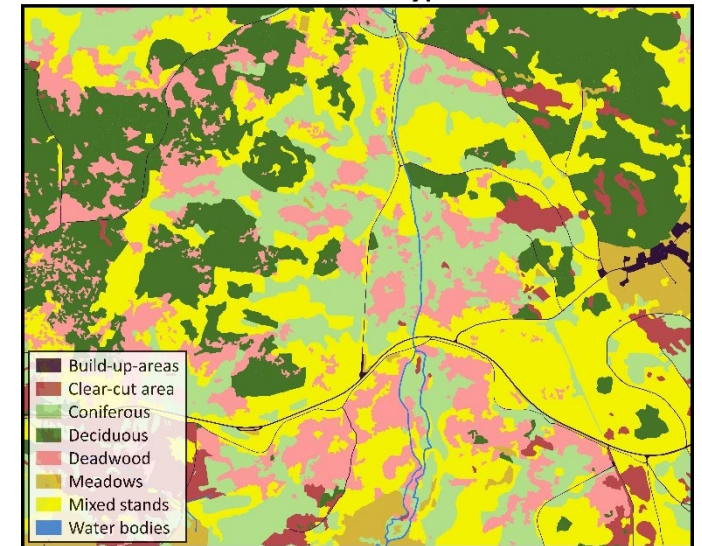 Build-up-areas
Clear-cut area
Coniferous
Deciduous
Deadwood
Meadows
Mixed stands
Water bodies